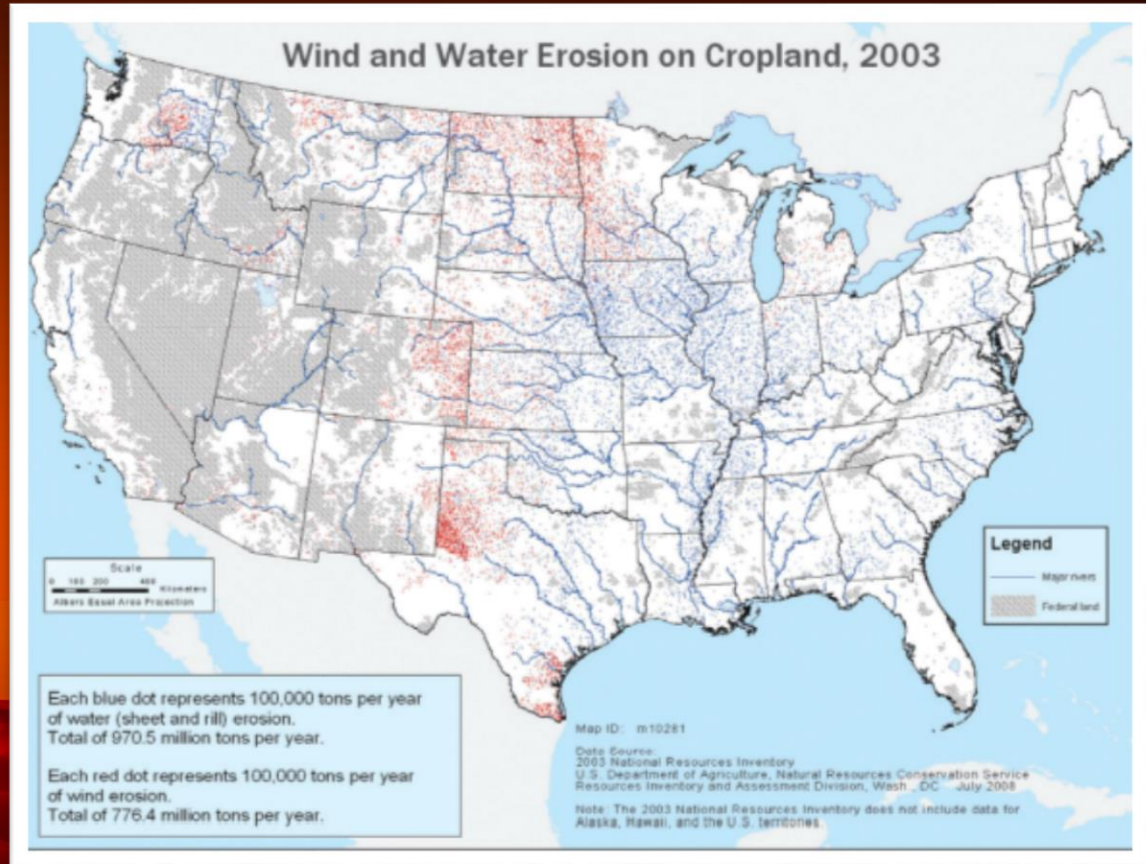 Wind and Water Erosion on Cropland, 2003
Legend
Major rivers
Federal land
Scale
0 100 200 400
Kilometers
Albers Equal Area Projection
Each blue dot represents 100,000 tons per year
of water (sheet and rill) erosion.
Total of 970.5 million tons per year.
Each red dot represents 100,000 tons per year
of wind erosion.
Total of 776.4 million tons per year.
Map ID: m10281
Data Source:
2003 National Resources Inventory
U.S. Department of Agriculture, Natural Resources Conservation Service
Resources Inventory and Assessment Division, Wash., DC July 2008
Note: The 2003 National Resources Inventory does not include data for
Alaska, Hawaii, and the U.S. territories.